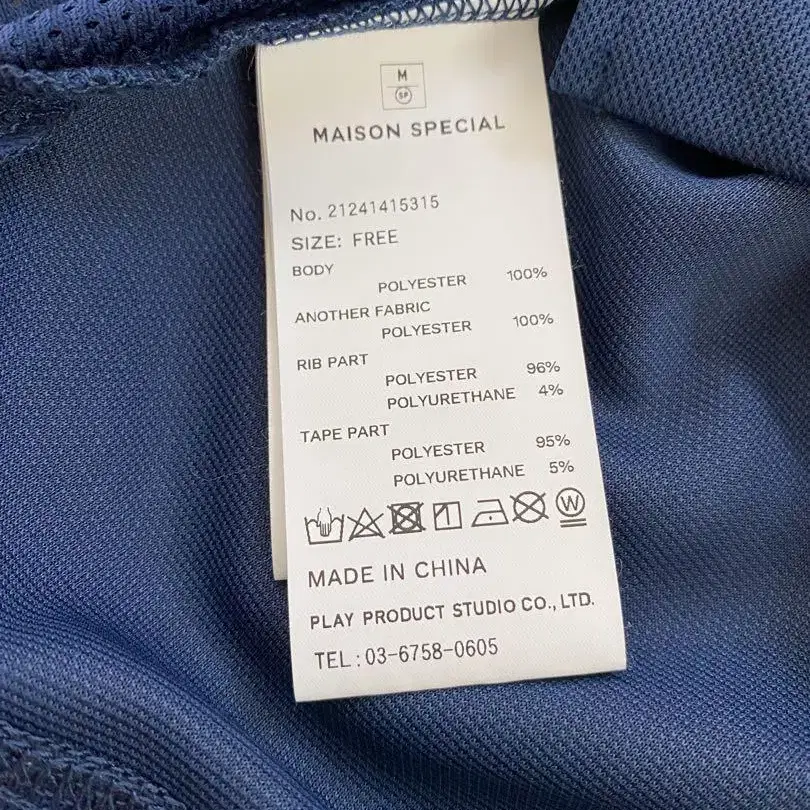 M
SP
MAISON SPECIAL
No. 21241415315
SIZE: FREE
BODY
POLYESTER 100%
ANOTHER FABRIC
POLYESTER 100%
RIB PART
POLYESTER 96%
POLYURETHANE 4%
TAPE PART
POLYESTER 95%
POLYURETHANE 5%
W
MADE IN CHINA
PLAY PRODUCT STUDIO CO., LTD.
TEL:03-6758-0605